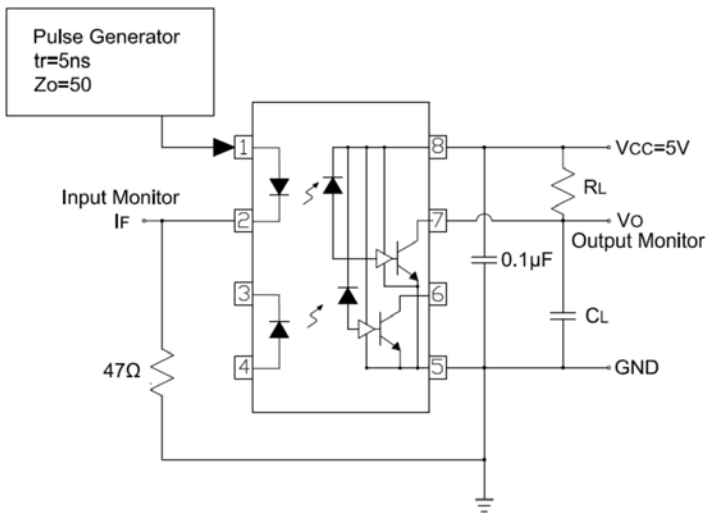 Pulse Generator
tr=5ns
Zo=50
1
8
VCC=5V
RL
Input Monitor
IF
2
7
VO
Output Monitor
0.1µF
3
6
CL
47Ω
4
5
GND